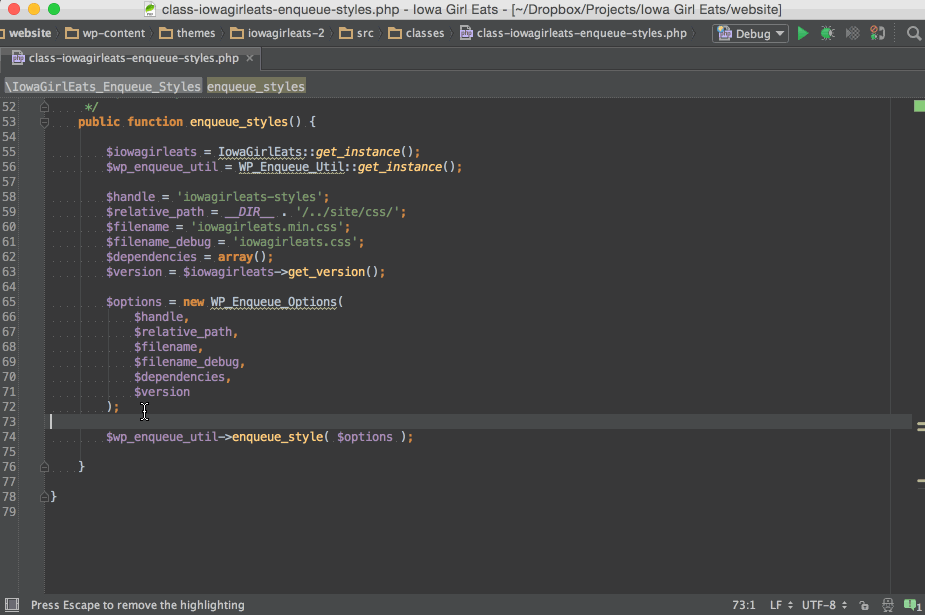 class-iowagirleats-enqueue-styles.php - Iowa Girl Eats - [~/Dropbox/Projects/Iowa Girl Eats/website]
website wp-content themes iowagirleats-2 src classes class-iowagirleats-enqueue-styles.php Debug
class-iowagirleats-enqueue-styles.php ×
\IowaGirlEats_Enqueue_Styles enqueue_styles
52 */
53 public function enqueue_styles() {
54
55 $iowagirleats = IowaGirlEats::get_instance();
56 $wp_enqueue_util = WP_Enqueue_Util::get_instance();
57
58 $handle = 'iowagirleats-styles';
59 $relative_path = __DIR__ . '/../site/css/';
60 $filename = 'iowagirleats.min.css';
61 $filename_debug = 'iowagirleats.css';
62 $dependencies = array();
63 $version = $iowagirleats->get_version();
64
65 $options = new WP_Enqueue_Options(
66 $handle,
67 $relative_path,
68 $filename,
69 $filename_debug,
70 $dependencies,
71 $version
72 );
73
74 $wp_enqueue_util->enqueue_style( $options );
75
76 }
77
78 }
79
Press Escape to remove the highlighting 73:1 LF UTF-8 1